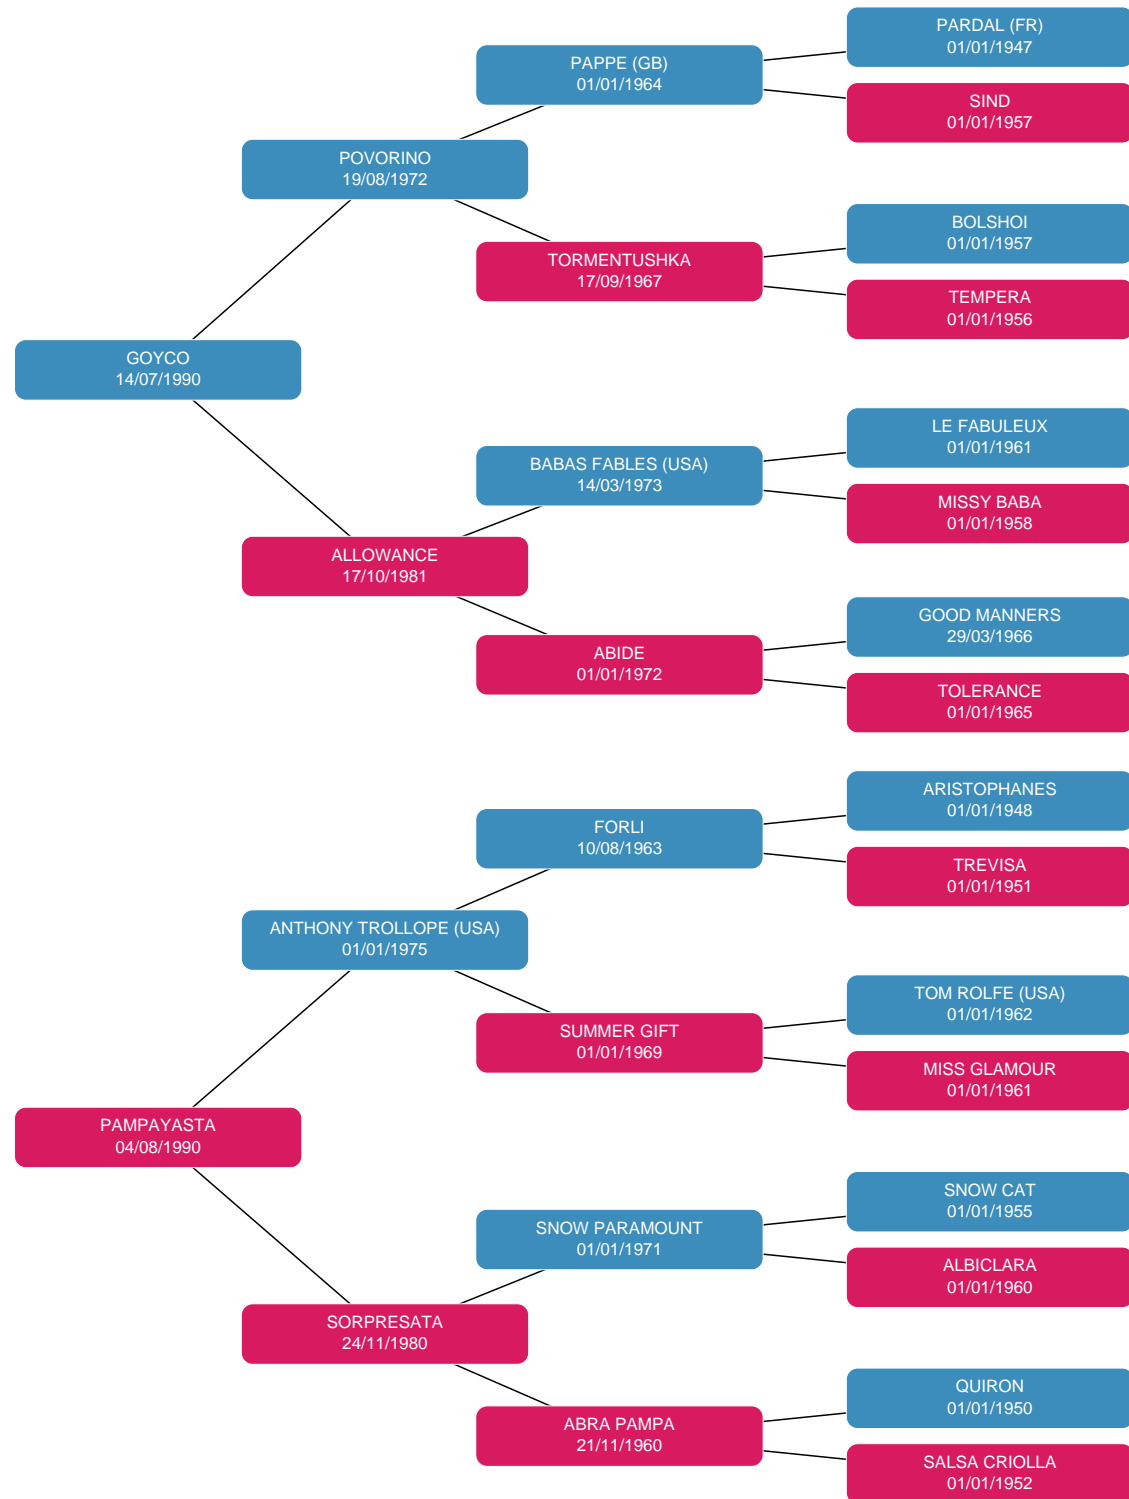 PARDAL (FR)
01/01/1947
PAPPE (GB)
01/01/1964
SIND
01/01/1957
POVORINO
19/08/1972
BOLSHOI
01/01/1957
TORMENTUSHKA
17/09/1967
TEMPERA
01/01/1956
GOYCO
14/07/1990
LE FABULEUX
01/01/1961
BABAS FABLES (USA)
14/03/1973
MISSY BABA
01/01/1958
ALLOWANCE
17/10/1981
GOOD MANNERS
29/03/1966
ABIDE
01/01/1972
TOLERANCE
01/01/1965
ARISTOPHANES
01/01/1948
FORLI
10/08/1963
TREVISA
01/01/1951
ANTHONY TROLLOPE (USA)
01/01/1975
TOM ROLFE (USA)
01/01/1962
SUMMER GIFT
01/01/1969
MISS GLAMOUR
01/01/1961
PAMPAYASTA
04/08/1990
SNOW CAT
01/01/1955
SNOW PARAMOUNT
01/01/1971
ALBICLARA
01/01/1960
SORPRESATA
24/11/1980
QUIRON
01/01/1950
ABRA PAMPA
21/11/1960
SALSA CRIOLLA
01/01/1952